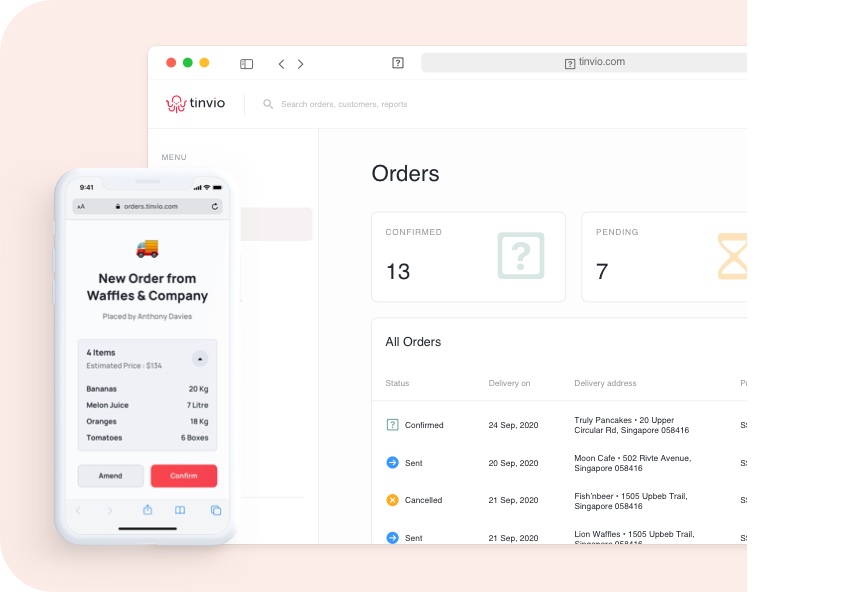 tinvio.com
tinvio
Search orders, customers, reports
MENU
Orders
CONFIRMED
13
PENDING
7
All Orders
Status Delivery on Delivery address
Confirmed 24 Sep, 2020 Truly Pancakes • 20 Upper
Circular Rd, Singapore 058416
Sent 20 Sep, 2020 Moon Cafe • 502 Rivte Avenue,
Singapore 058416
Cancelled 21 Sep, 2020 Fish'nbeer • 1505 Upbeb Trail,
Singapore 058416
Sent 21 Sep, 2020 Lion Waffles • 1505 Upbeb Trail,
Singapore 058416
9:41
AA orders.tinvio.com
New Order from
Waffles & Company
Placed by Anthony Davies
4 Items
Estimated Price : $134
Bananas 20 Kg
Melon Juice 7 Litre
Oranges 18 Kg
Tomatoes 6 Boxes
Amend Confirm